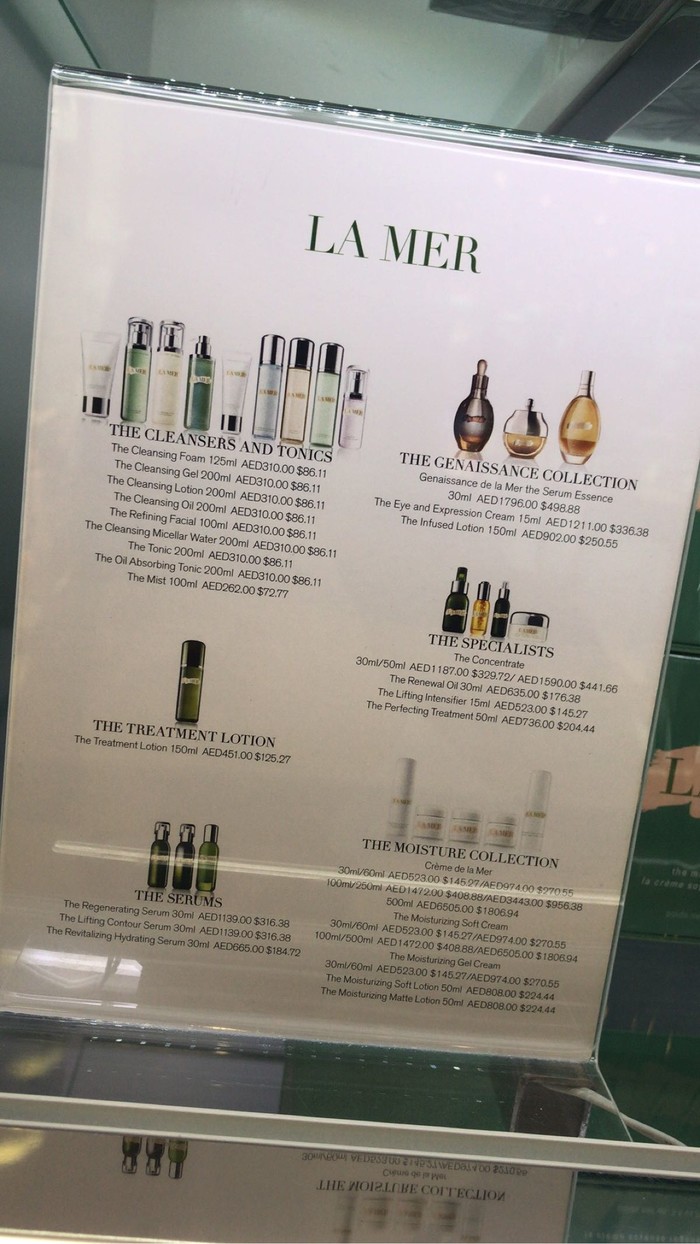 LA MER
THE CLEANSERS AND TONICS
The Cleansing Foam 125ml AED310.00 $86.11
The Cleansing Gel 200ml AED310.00 $86.11
The Cleansing Lotion 200ml AED310.00 $86.11
The Cleansing Oil 200ml AED310.00 $86.11
The Refining Facial 100ml AED310.00 $86.11
The Cleansing Micellar Water 200ml AED310.00 $86.11
The Tonic 200ml AED310.00 $86.11
The Oil Absorbing Tonic 200ml AED310.00 $86.11
The Mist 100ml AED262.00 $72.77
THE TREATMENT LOTION
The Treatment Lotion 150ml AED451.00 $125.27
THE SERUMS
The Regenerating Serum 30ml AED1139.00 $316.38
The Lifting Contour Serum 30ml AED1139.00 $316.38
The Revitalizing Hydrating Serum 30ml AED665.00 $184.72
THE GENAISSANCE COLLECTION
Genaissance de la Mer the Serum Essence
30ml AED1796.00 $498.88
The Eye and Expression Cream 15ml AED1211.00 $336.38
The Infused Lotion 150ml AED902.00 $250.55
THE SPECIALISTS
The Concentrate
30ml/50ml AED1187.00 $329.72/ AED1590.00 $441.66
The Renewal Oil 30ml AED635.00 $176.38
The Lifting Intensifier 15ml AED523.00 $145.27
The Perfecting Treatment 50ml AED736.00 $204.44
THE MOISTURE COLLECTION
Crème de la Mer
30ml/60ml AED523.00 $145.27/AED974.00 $270.55
100ml/250ml AED1472.00 $408.88/AED3443.00 $956.38
500ml AED6505.00 $1806.94
The Moisturizing Soft Cream
30ml/60ml AED523.00 $145.27/AED974.00 $270.55
100ml/500ml AED1472.00 $408.88/AED6505.00 $1806.94
The Moisturizing Gel Cream
30ml/60ml AED523.00 $145.27/AED974.00 $270.55
The Moisturizing Soft Lotion 50ml AED808.00 $224.44
The Moisturizing Matte Lotion 50ml AED808.00 $224.44